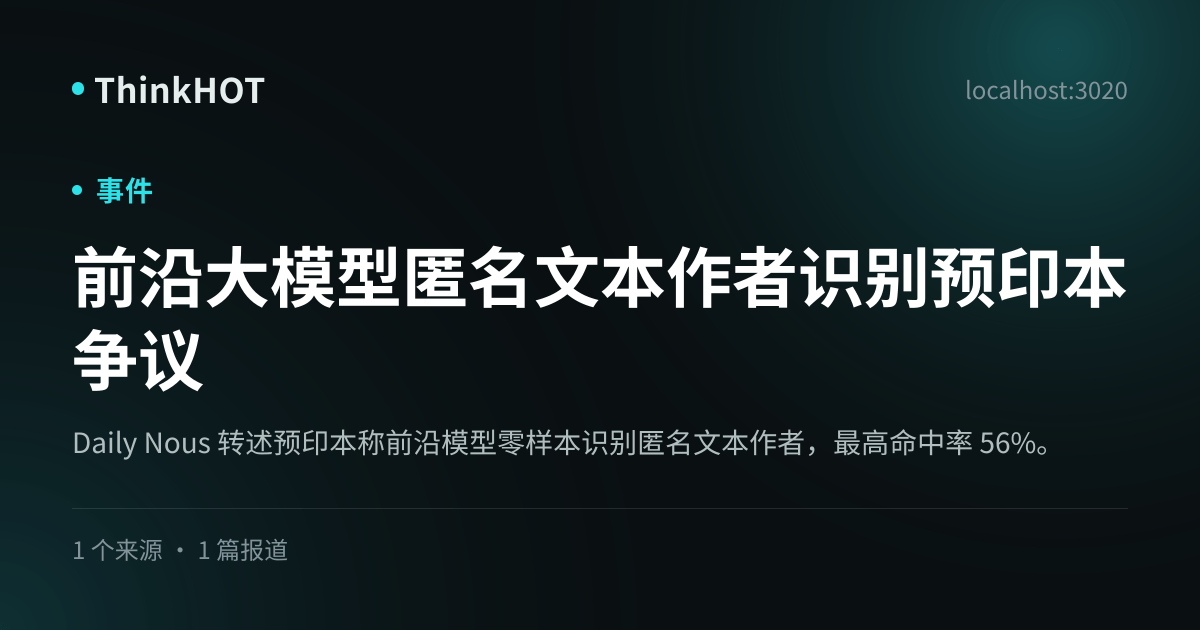 ThinkHOT
localhost:3020
事件
前沿大模型匿名文本作者识别预印本
争议
Daily Nous 转述预印本称前沿模型零样本识别匿名文本作者，最高命中率 56%。
1 个来源 · 1 篇报道